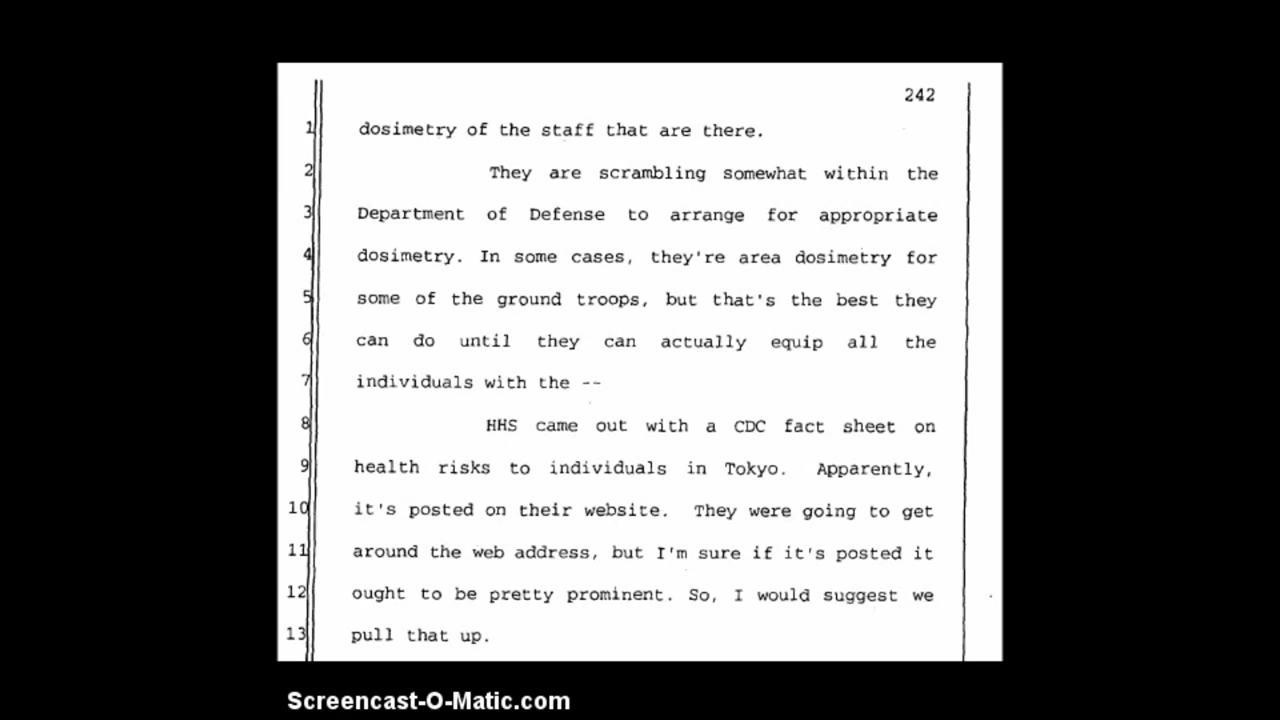 242
1 dosimetry of the staff that are there.
2 They are scrambling somewhat within the
3 Department of Defense to arrange for appropriate
4 dosimetry. In some cases, they're area dosimetry for
5 some of the ground troops, but that's the best they
6 can do until they can actually equip all the
7 individuals with the --
8 HHS came out with a CDC fact sheet on
9 health risks to individuals in Tokyo. Apparently,
10 it's posted on their website. They were going to get
11 around the web address, but I'm sure if it's posted it
12 ought to be pretty prominent. So, I would suggest we
13 pull that up.
Screencast-O-Matic.com